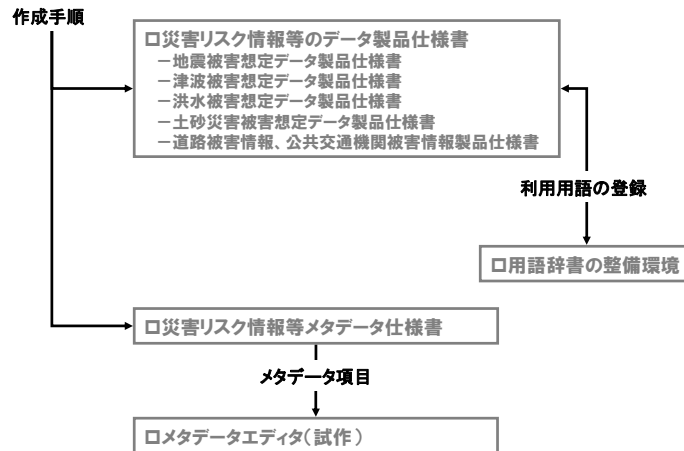 作成手順
□災害リスク情報等のデータ製品仕様書
－地震被害想定データ製品仕様書
－津波被害想定データ製品仕様書
－洪水被害想定データ製品仕様書
－土砂災害被害想定データ製品仕様書
－道路被害情報、公共交通機関被害情報製品仕様書
利用用語の登録
□用語辞書の整備環境
□災害リスク情報等メタデータ仕様書
メタデータ項目
□メタデータエディタ（試作）